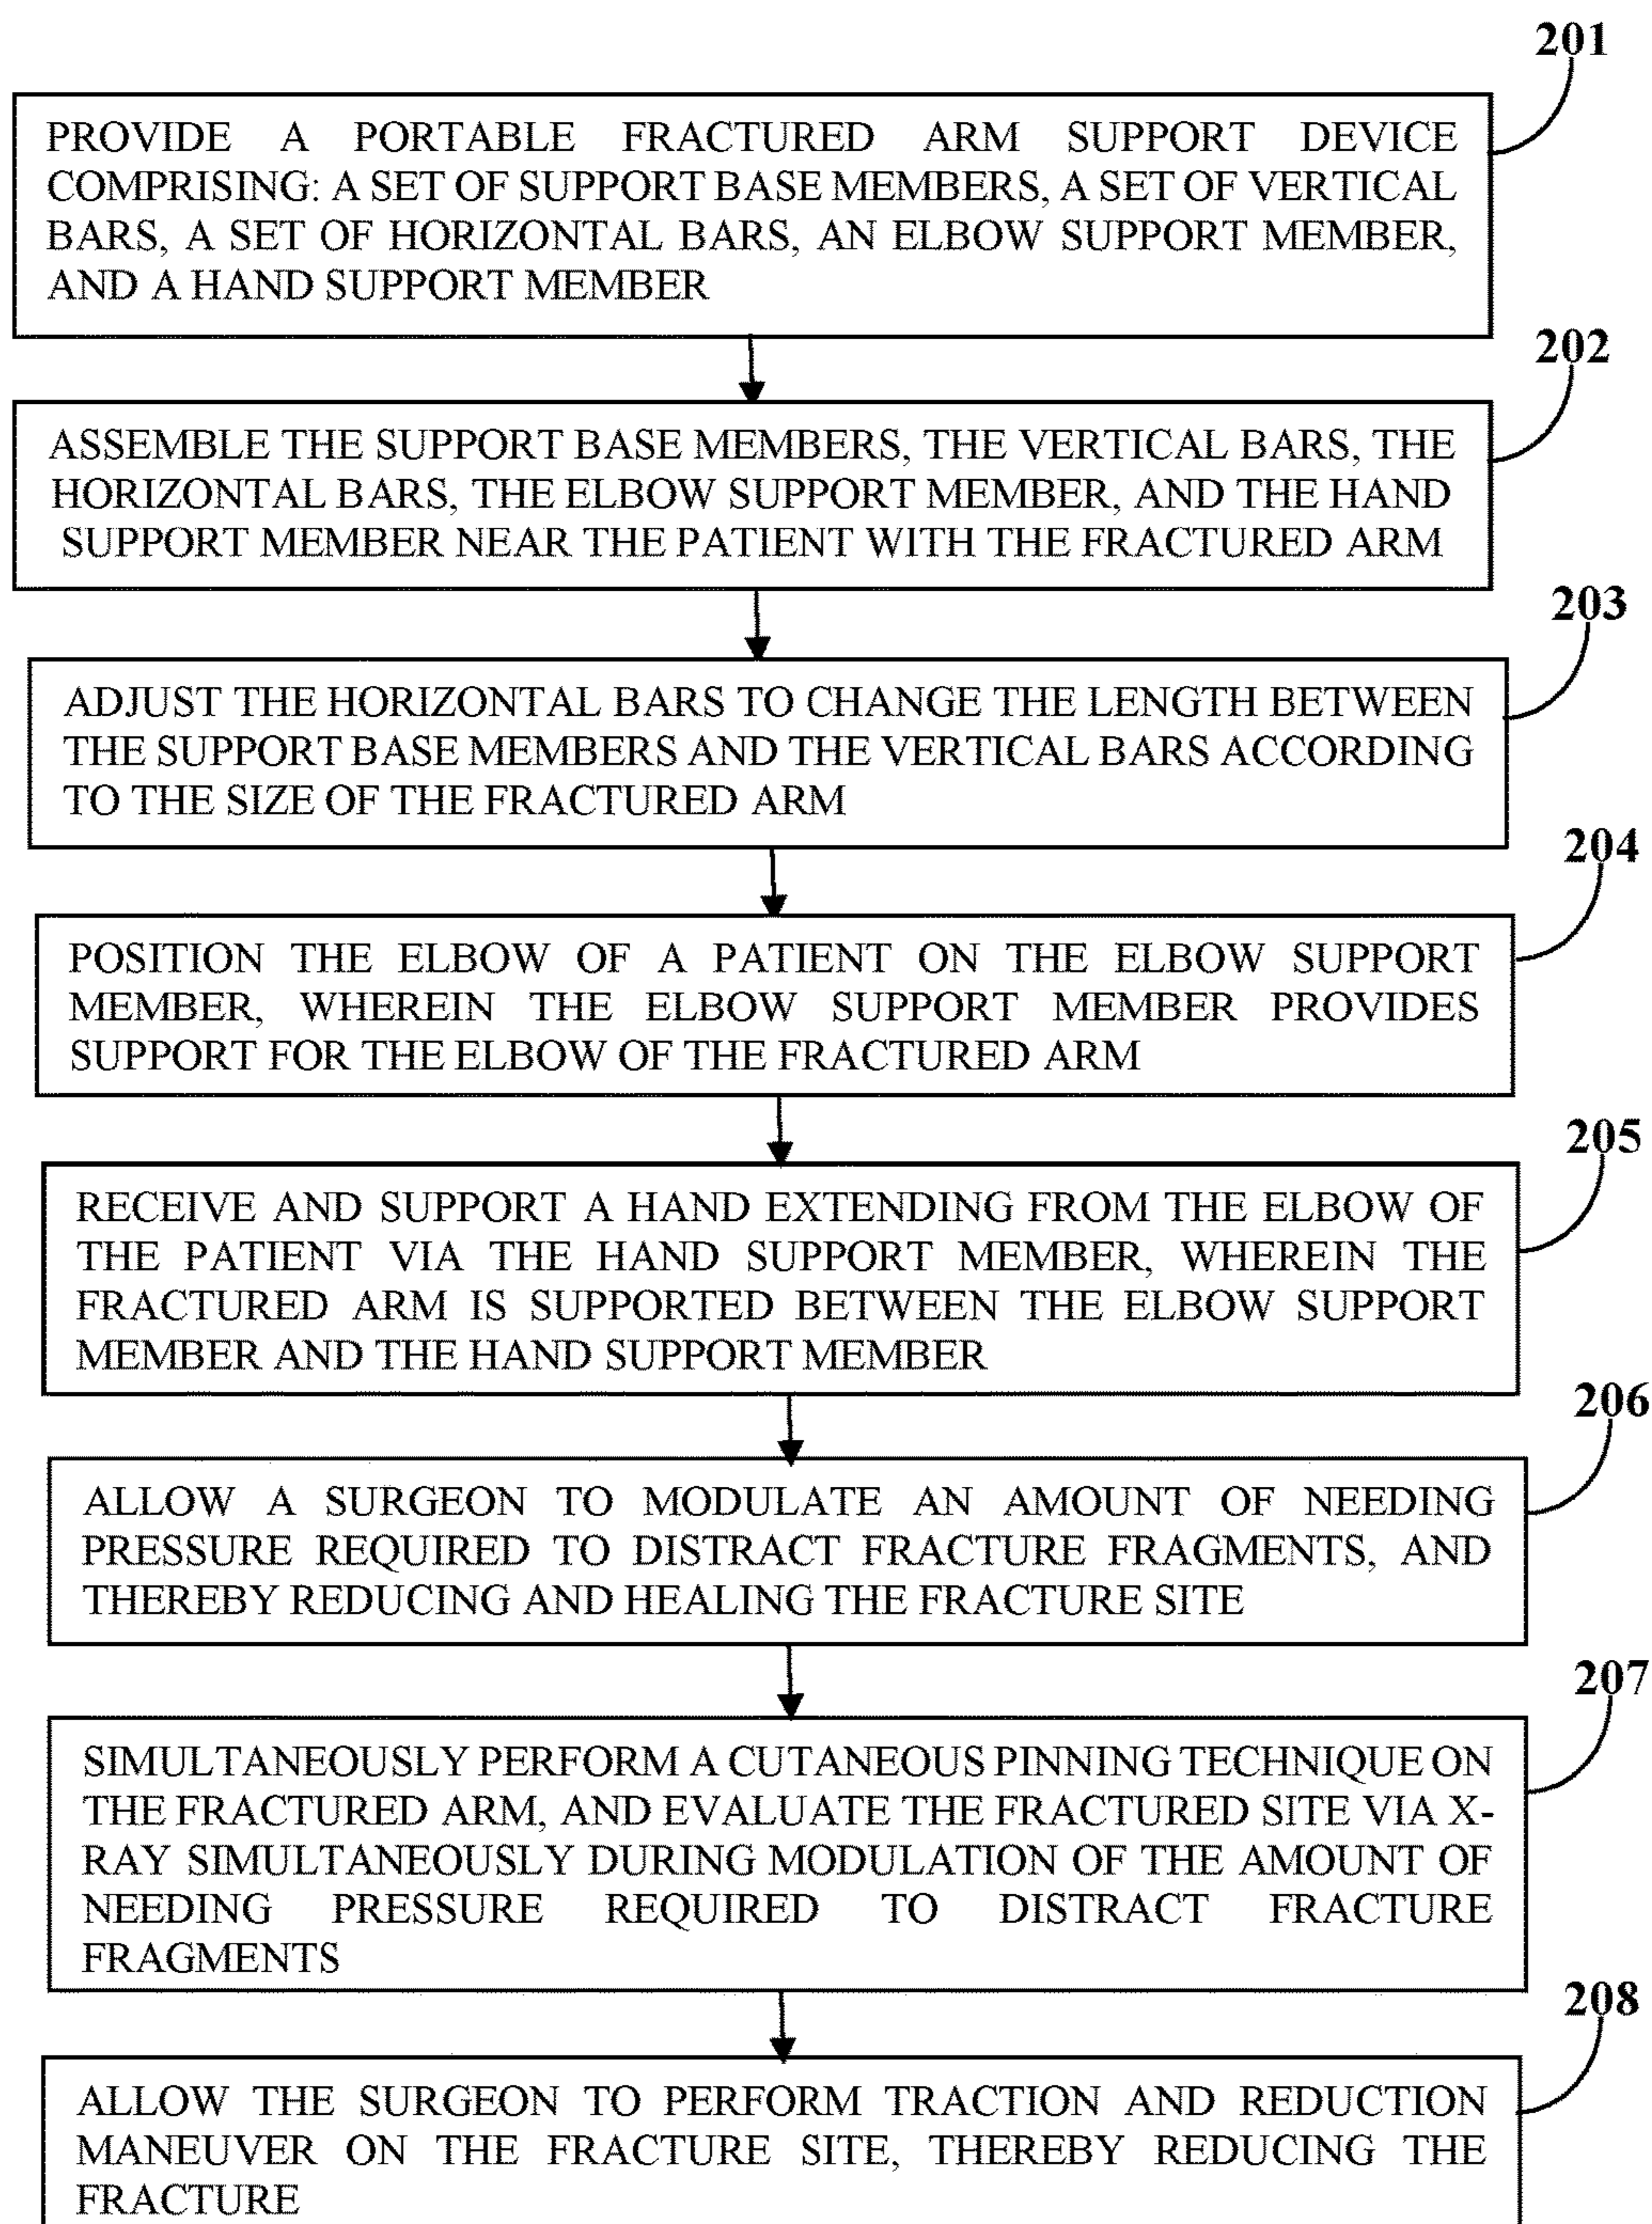 201
PROVIDE A PORTABLE FRACTURED ARM SUPPORT DEVICE
COMPRISING: A SET OF SUPPORT BASE MEMBERS, A SET OF VERTICAL
BARS, A SET OF HORIZONTAL BARS, AN ELBOW SUPPORT MEMBER,
AND A HAND SUPPORT MEMBER
202
ASSEMBLE THE SUPPORT BASE MEMBERS, THE VERTICAL BARS, THE
HORIZONTAL BARS, THE ELBOW SUPPORT MEMBER, AND THE HAND
SUPPORT MEMBER NEAR THE PATIENT WITH THE FRACTURED ARM
203
ADJUST THE HORIZONTAL BARS TO CHANGE THE LENGTH BETWEEN
THE SUPPORT BASE MEMBERS AND THE VERTICAL BARS ACCORDING
TO THE SIZE OF THE FRACTURED ARM
204
POSITION THE ELBOW OF A PATIENT ON THE ELBOW SUPPORT
MEMBER, WHEREIN THE ELBOW SUPPORT MEMBER PROVIDES
SUPPORT FOR THE ELBOW OF THE FRACTURED ARM
205
RECEIVE AND SUPPORT A HAND EXTENDING FROM THE ELBOW OF
THE PATIENT VIA THE HAND SUPPORT MEMBER, WHEREIN THE
FRACTURED ARM IS SUPPORTED BETWEEN THE ELBOW SUPPORT
MEMBER AND THE HAND SUPPORT MEMBER
206
ALLOW A SURGEON TO MODULATE AN AMOUNT OF NEEDING
PRESSURE REQUIRED TO DISTRACT FRACTURE FRAGMENTS, AND
THEREBY REDUCING AND HEALING THE FRACTURE SITE
207
SIMULTANEOUSLY PERFORM A CUTANEOUS PINNING TECHNIQUE ON
THE FRACTURED ARM, AND EVALUATE THE FRACTURED SITE VIA X-
RAY SIMULTANEOUSLY DURING MODULATION OF THE AMOUNT OF
NEEDING PRESSURE REQUIRED TO DISTRACT FRACTURE
FRAGMENTS
208
ALLOW THE SURGEON TO PERFORM TRACTION AND REDUCTION
MANEUVER ON THE FRACTURE SITE, THEREBY REDUCING THE
FRACTURE